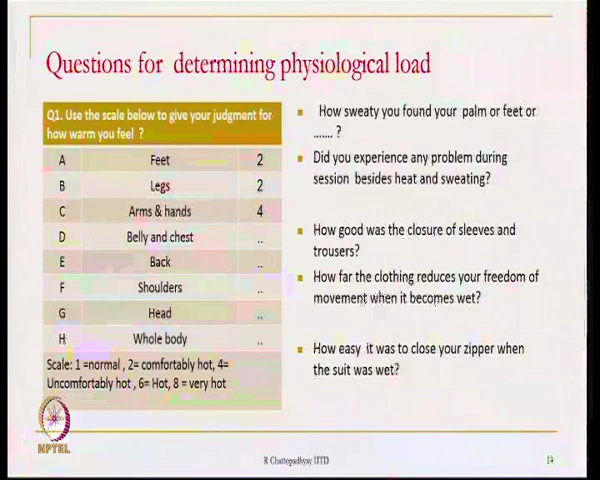 Questions for determining physiological load
Q1. Use the scale below to give your judgment for
how warm you feel ?
A Feet 2
B Legs 2
C Arms & hands 4
D Belly and chest ..
E Back ..
F Shoulders ..
G Head ..
H Whole body ..
Scale: 1 =normal , 2= comfortably hot, 4=
Uncomfortably hot , 6= Hot, 8 = very hot
How sweaty you found your palm or feet or
....... ?
Did you experience any problem during
session besides heat and sweating?
How good was the closure of sleeves and
trousers?
How far the clothing reduces your freedom of
movement when it becomes wet?
How easy it was to close your zipper when
the suit was wet?
NPTEL
R Chattopadhyay IITD